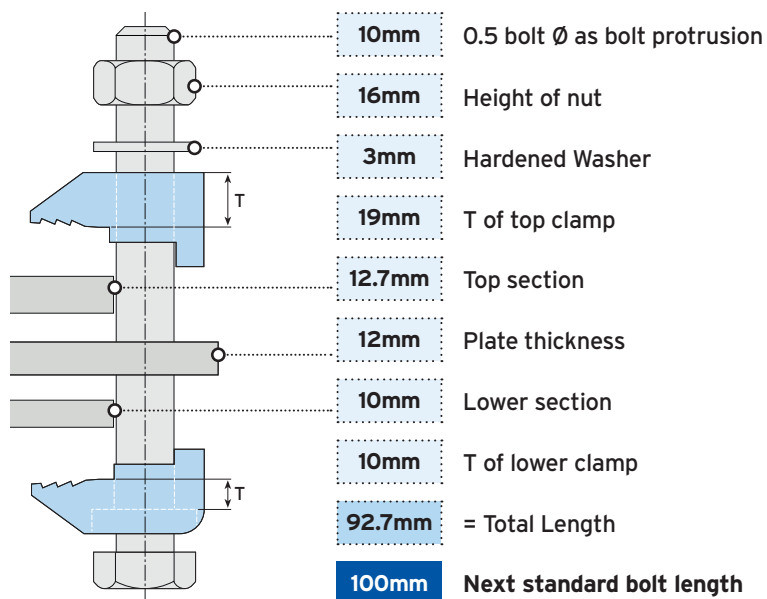 10mm 0.5 bolt Ø as bolt protrusion
16mm Height of nut
3mm Hardened Washer
T
19mm T of top clamp
12.7mm Top section
12mm Plate thickness
10mm Lower section
10mm T of lower clamp
T
92.7mm = Total Length
100mm Next standard bolt length